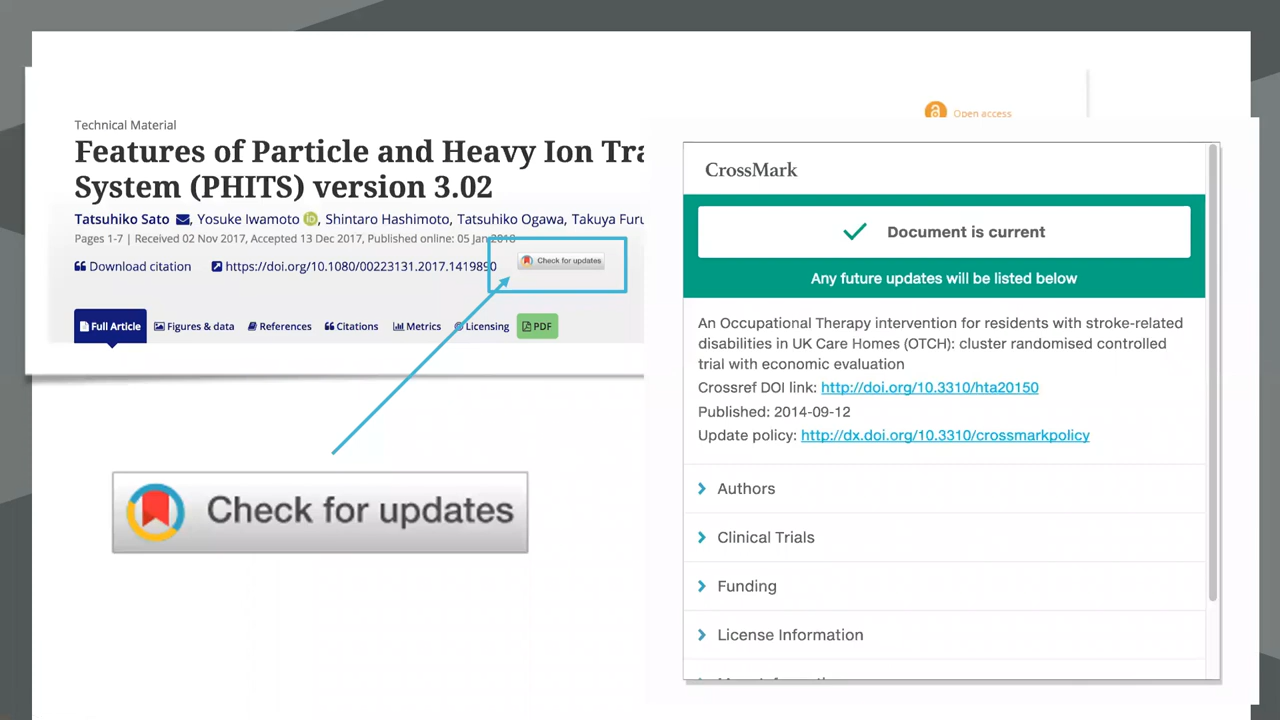 Technical Material
Features of Particle and Heavy Ion Tra
System (PHITS) version 3.02
Tatsuhiko Sato , Yosuke Iwamoto , Shintaro Hashimoto, Tatsuhiko Ogawa, Takuya Furu
Pages 1-7 | Received 02 Nov 2017, Accepted 13 Dec 2017, Published online: 05 Jan 2018
Download citation https://doi.org/10.1080/00223131.2017.1419890
Check for updates
Full Article Figures & data References Citations Metrics Licensing PDF
Check for updates
Open access
CrossMark
Document is current
Any future updates will be listed below
An Occupational Therapy intervention for residents with stroke-related
disabilities in UK Care Homes (OTCH): cluster randomised controlled
trial with economic evaluation
Crossref DOI link: http://doi.org/10.3310/hta20150
Published: 2014-09-12
Update policy: http://dx.doi.org/10.3310/crossmarkpolicy
Authors
Clinical Trials
Funding
License Information